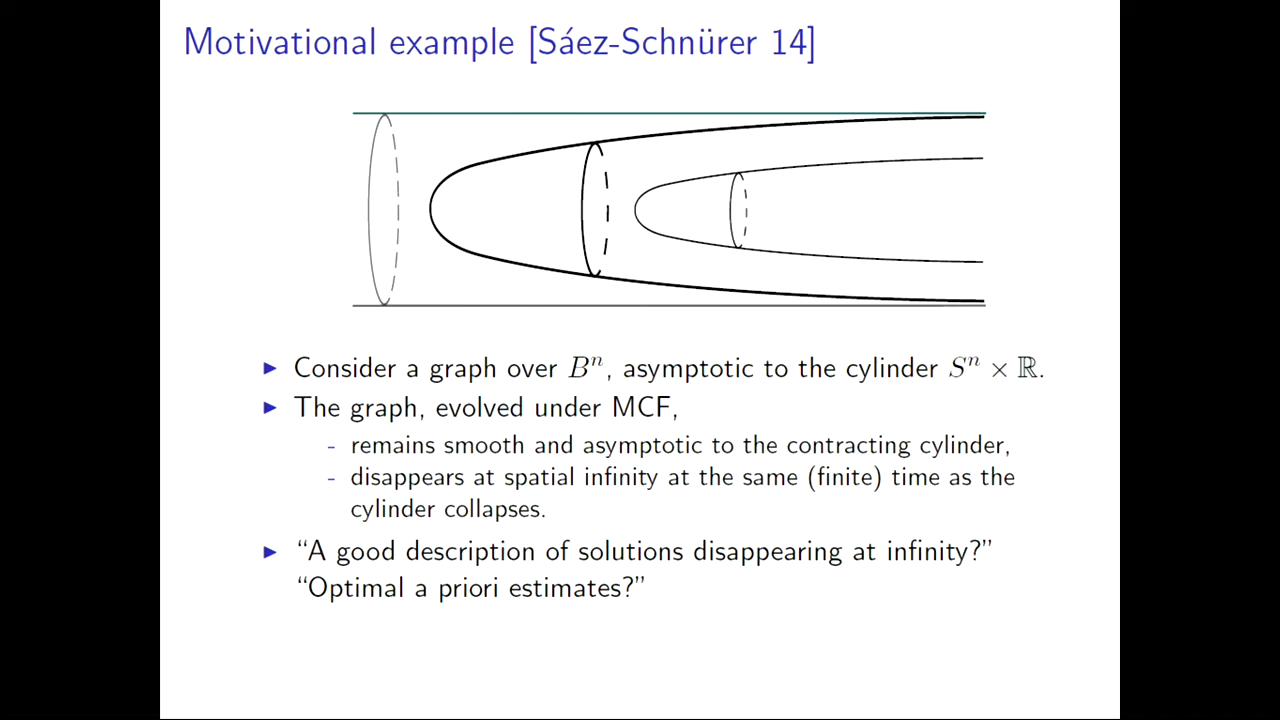 Motivational example [Sáez-Schnürer 14]
▶ Consider a graph over Bⁿ, asymptotic to the cylinder Sⁿ × ℝ.
▶ The graph, evolved under MCF,
- remains smooth and asymptotic to the contracting cylinder,
- disappears at spatial infinity at the same (finite) time as the
cylinder collapses.
▶ “A good description of solutions disappearing at infinity?”
“Optimal a priori estimates?”